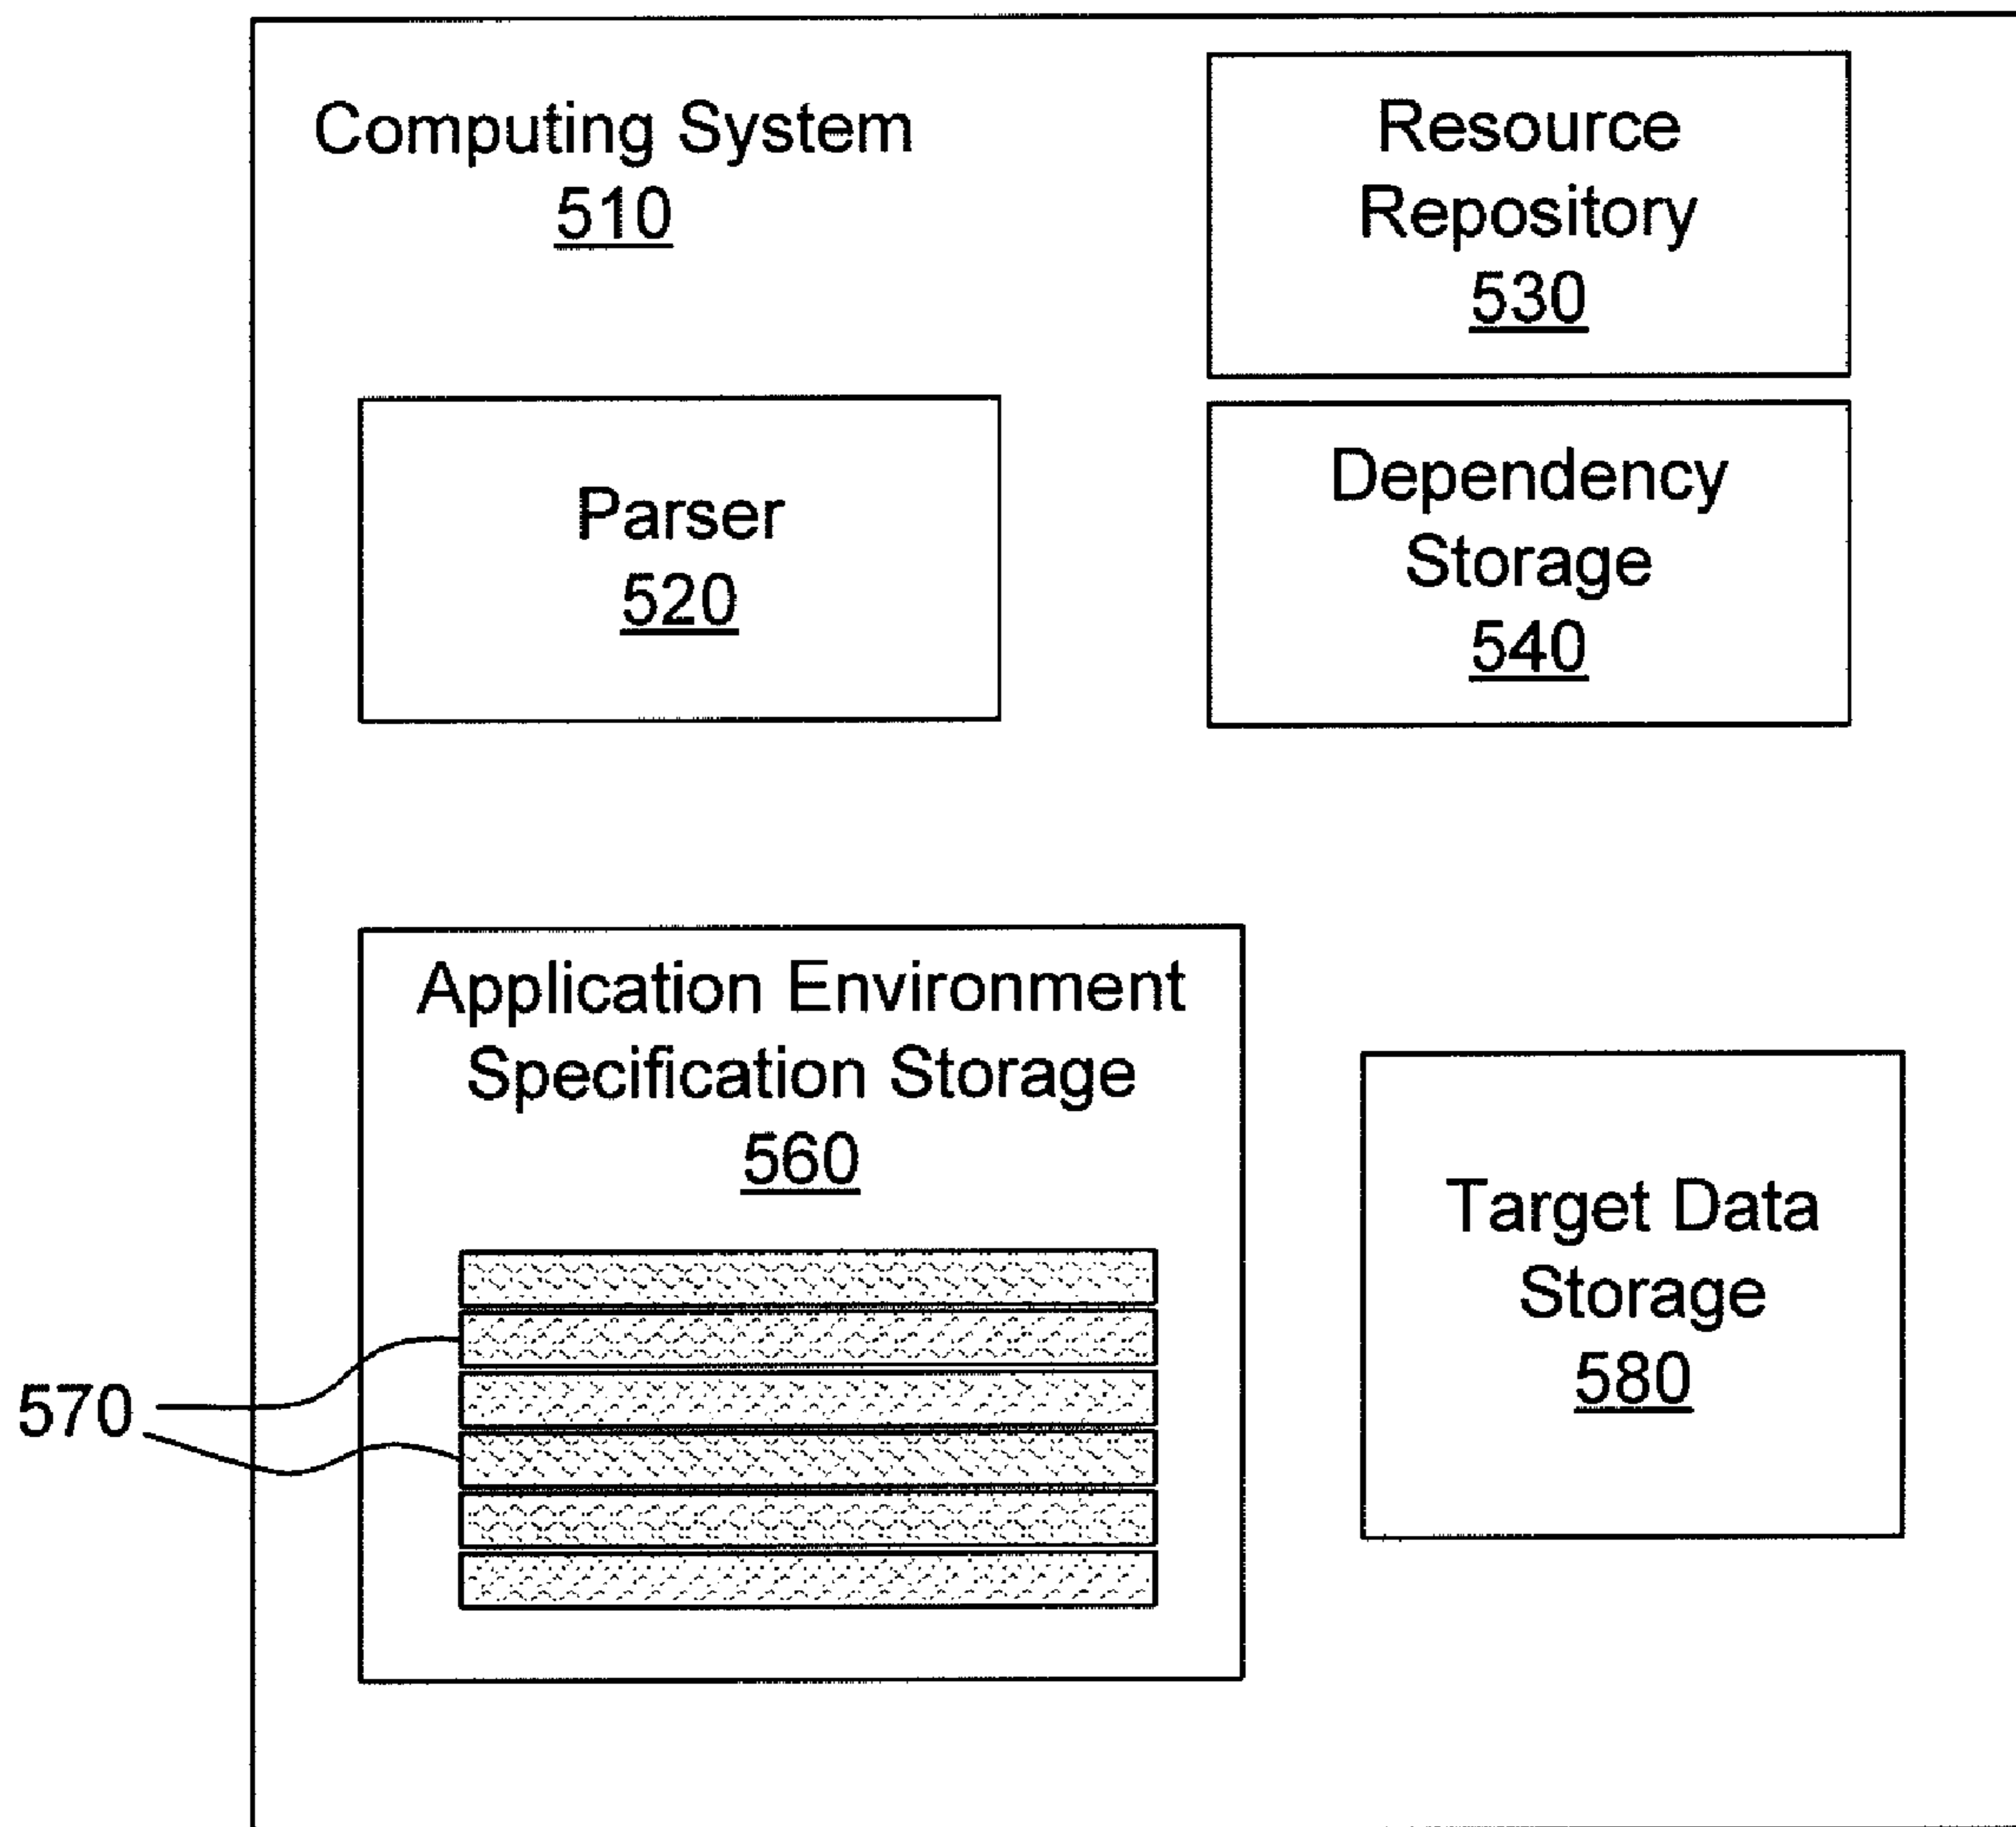 Computing System
510
Resource
Repository
530
Parser
520
Dependency
Storage
540
Application Environment
Specification Storage
560
570
Target Data
Storage
580